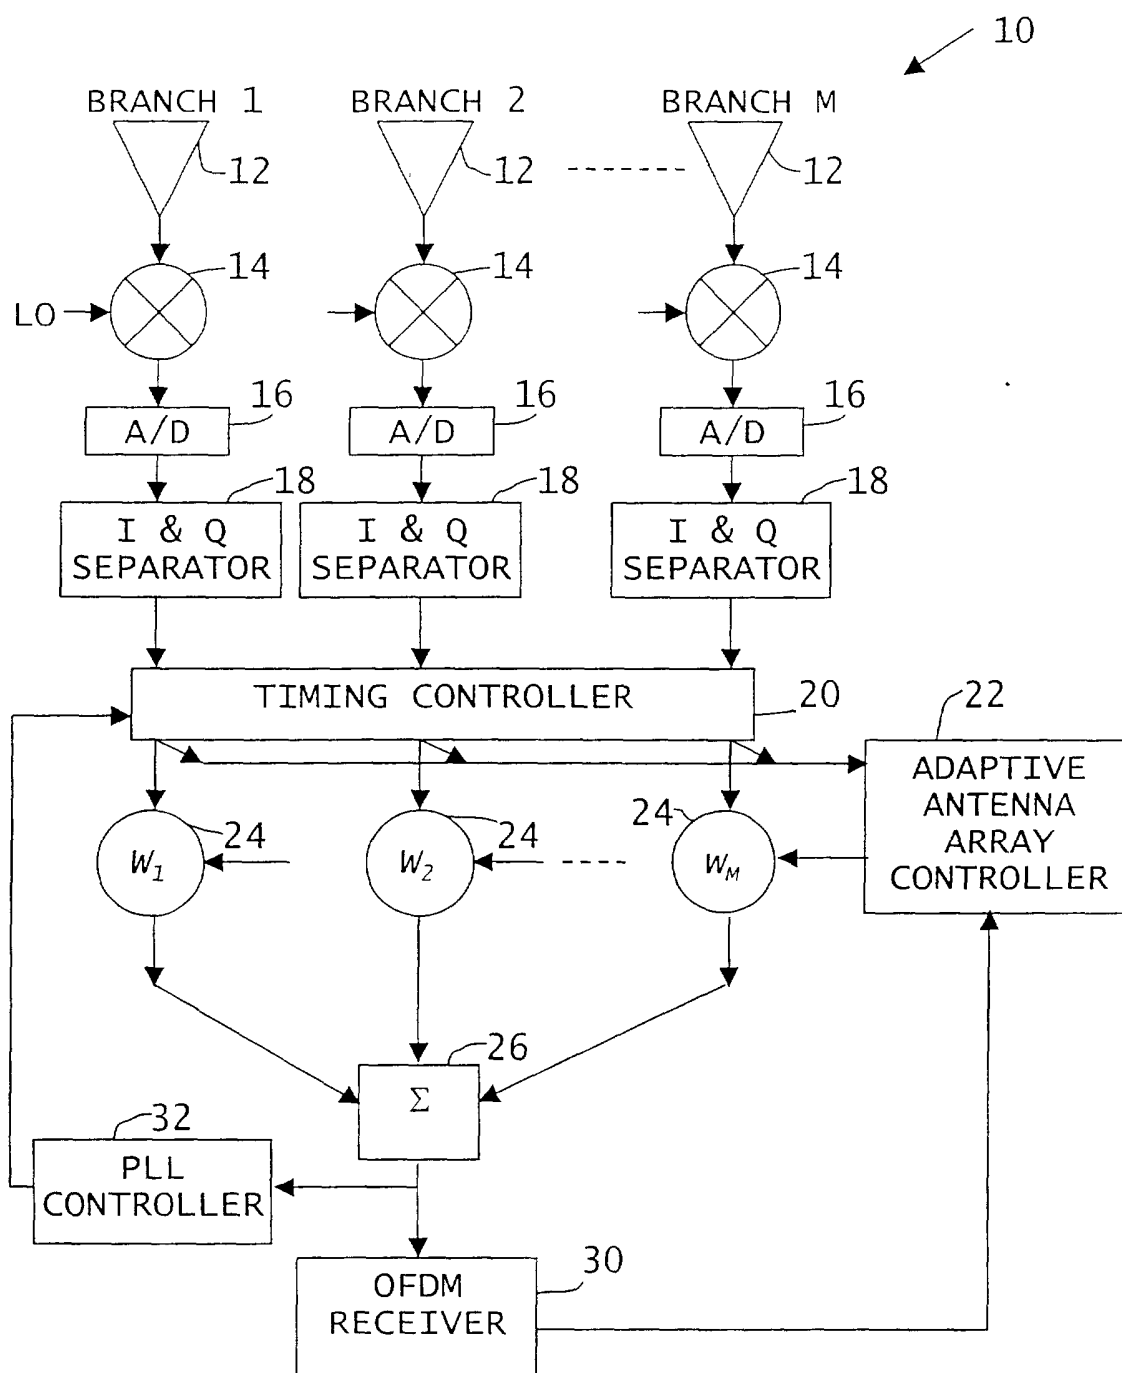 10
BRANCH 1 BRANCH 2 BRANCH M
12 12 12
14 14 14
LO
16 16 16
A/D A/D A/D
18 18 18
I & Q I & Q I & Q
SEPARATOR SEPARATOR SEPARATOR
TIMING CONTROLLER
20
22
ADAPTIVE
ANTENNA
ARRAY
CONTROLLER
24 24 24
W1 W2 WM
26
Σ
32
PLL
CONTROLLER
30
OFDM
RECEIVER